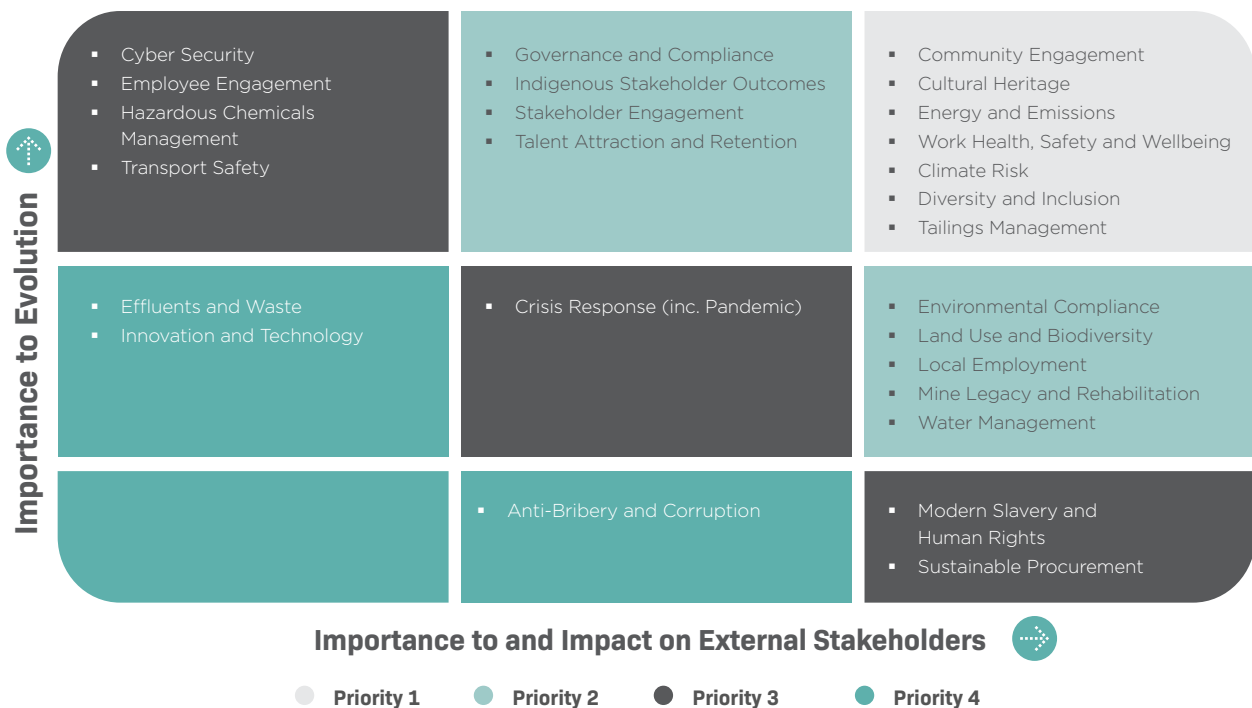 Importance to Evolution
Cyber Security
Employee Engagement
Hazardous Chemicals
Management
Transport Safety
Governance and Compliance
Indigenous Stakeholder Outcomes
Stakeholder Engagement
Talent Attraction and Retention
Community Engagement
Cultural Heritage
Energy and Emissions
Work Health, Safety and Wellbeing
Climate Risk
Diversity and Inclusion
Tailings Management
Effluents and Waste
Innovation and Technology
Crisis Response (inc. Pandemic)
Environmental Compliance
Land Use and Biodiversity
Local Employment
Mine Legacy and Rehabilitation
Water Management
Anti-Bribery and Corruption
Modern Slavery and
Human Rights
Sustainable Procurement
Importance to and Impact on External Stakeholders
Priority 1
Priority 2
Priority 3
Priority 4